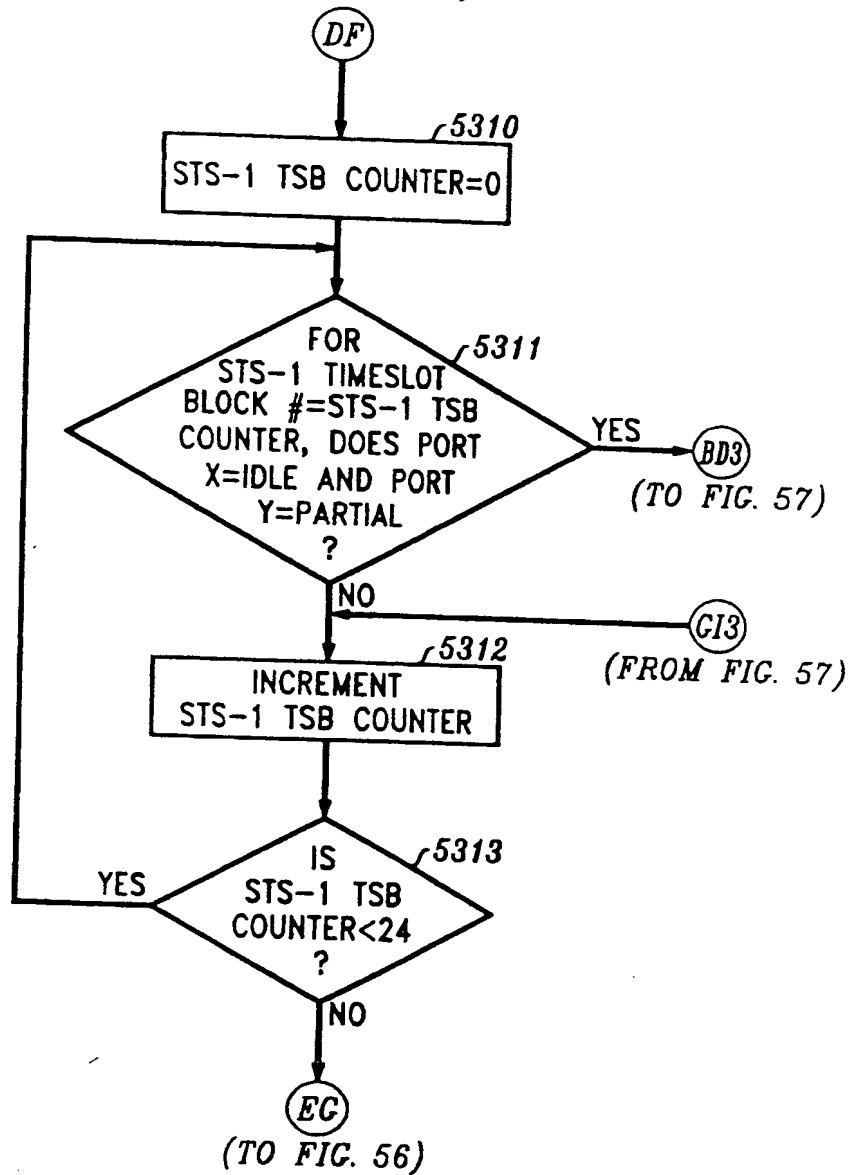 DF
5310
STS-1 TSB COUNTER=0
5311
FOR
STS-1 TIMESLOT
BLOCK #=STS-1 TSB
COUNTER, DOES PORT
X=IDLE AND PORT
Y=PARTIAL
?
YES
BD3
(TO FIG. 57)
NO
GI3
(FROM FIG. 57)
5312
INCREMENT
STS-1 TSB COUNTER
5313
IS
STS-1 TSB
COUNTER<24
?
YES
NO
EG
(TO FIG. 56)